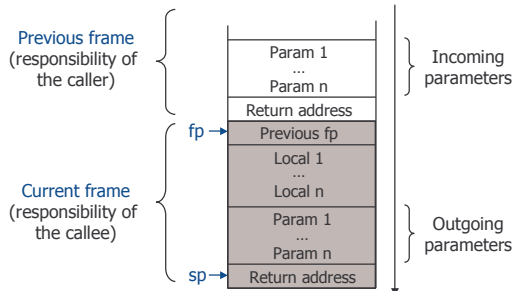 Previous frame
(responsibility of
the caller)
Param 1
...
Param n
Return address
Incoming
parameters
fp
Previous fp
Local 1
...
Local n
Current frame
(responsibility of
the callee)
Param 1
...
Param n
Outgoing
parameters
sp
Return address